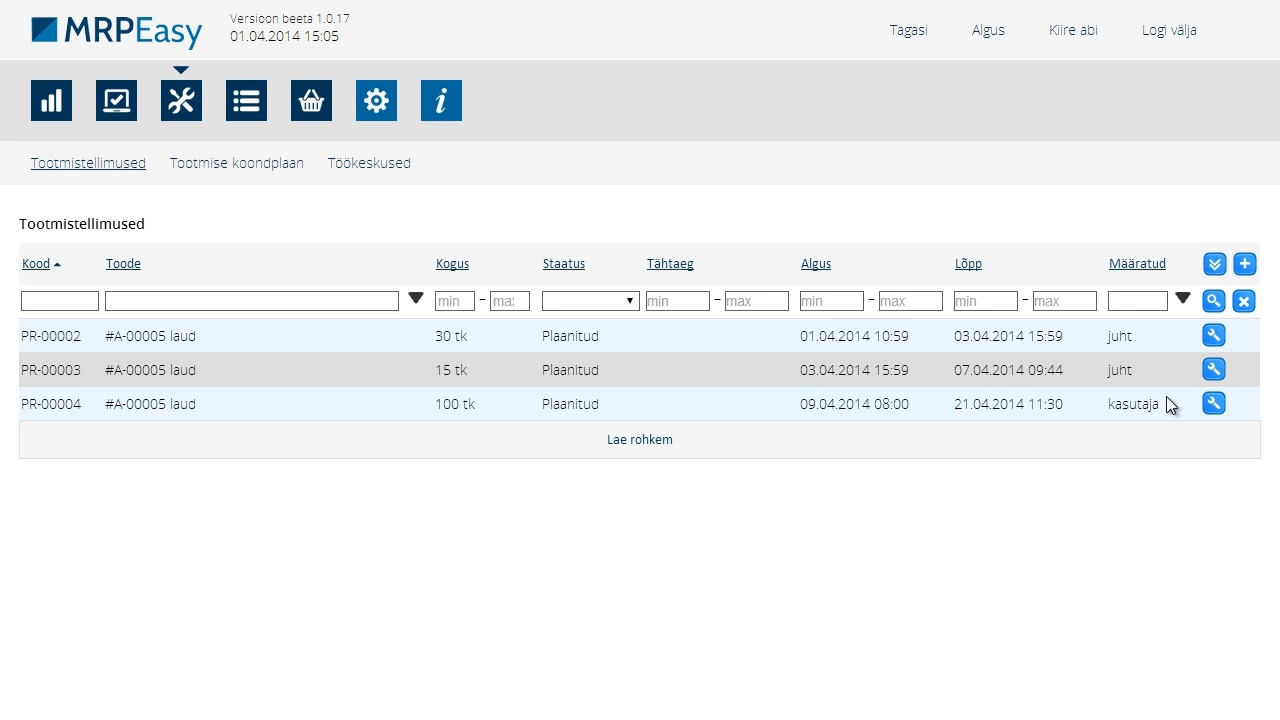 MRPEasy
Versioon beeta 1.0.17
01.04.2014 15:05
Tagasi Algus Kiire abi Logi välja
Tootmistellimused Tootmise koondplaan Töökeskused
Tootmistellimused
Kood Toode Kogus Staatus Tähtaeg Algus Lõpp Määratud
min – max min – max min – max min – max
PR-00002 #A-00005 laud 30 tk Plaanitud 01.04.2014 10:59 03.04.2014 15:59 juht
PR-00003 #A-00005 laud 15 tk Plaanitud 03.04.2014 15:59 07.04.2014 09:44 juht
PR-00004 #A-00005 laud 100 tk Plaanitud 09.04.2014 08:00 21.04.2014 11:30 kasutaja
Lae rohkem